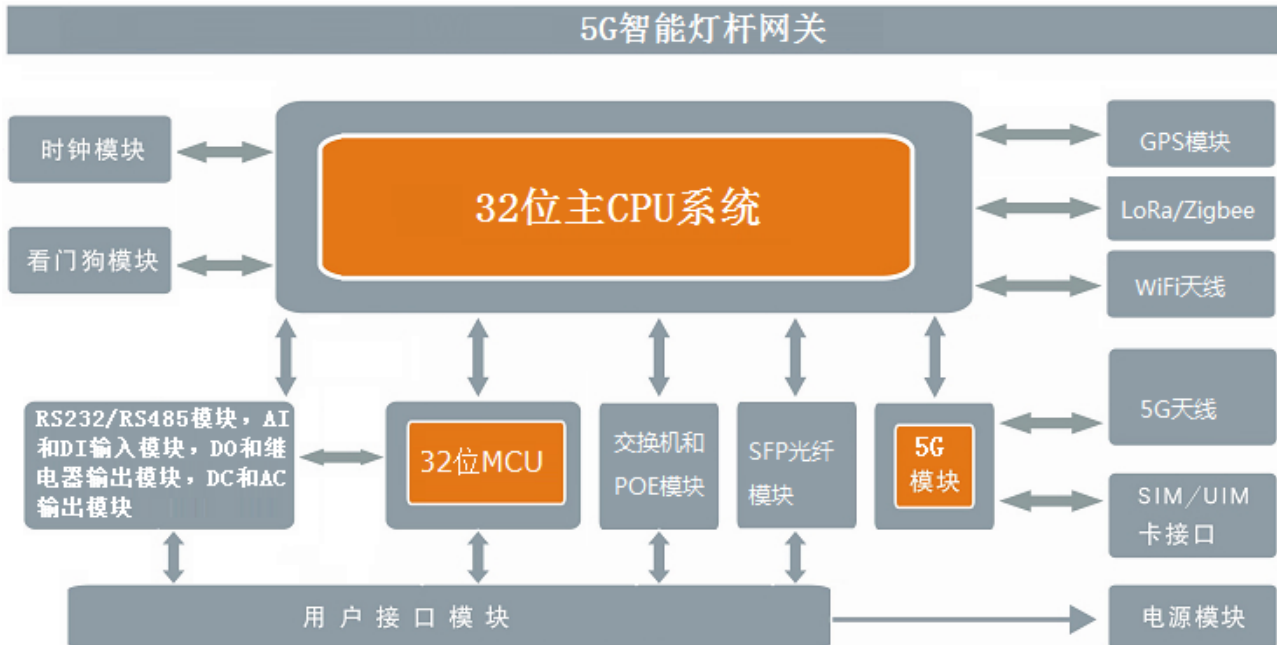 5G智能灯杆网关
时钟模块
看门狗模块
32位主CPU系统
GPS模块
LoRa/Zigbee
WiFi天线
RS232/RS485模块，AI
和DI输入模块，DO和继
电器输出模块，DC和AC
输出模块
32位MCU
交换机和
POE模块
SFP光纤
模块
5G
模块
5G天线
SIM/UIM
卡接口
用户接口模块
电源模块